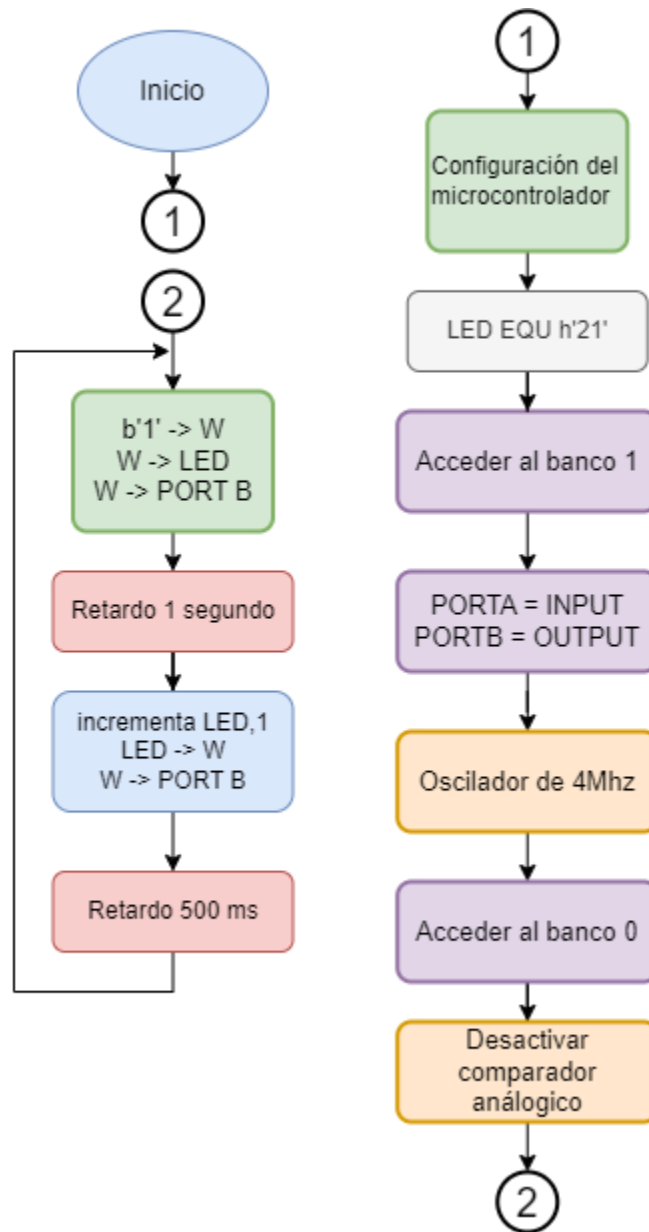 Inicio
1
2
b'1' -> W
W -> LED
W -> PORT B
Retardo 1 segundo
incrementa LED,1
LED -> W
W -> PORT B
Retardo 500 ms
1
Configuración del
microcontrolador
LED EQU h'21'
Acceder al banco 1
PORTA = INPUT
PORTB = OUTPUT
Oscilador de 4Mhz
Acceder al banco 0
Desactivar
comparador
análogico
2